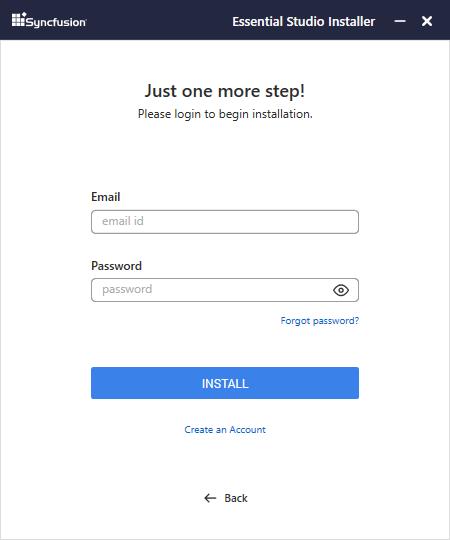 Syncfusion
Essential Studio Installer
Just one more step!
Please login to begin installation.
Email
email id
Password
password
Forgot password?
INSTALL
Create an Account
Back